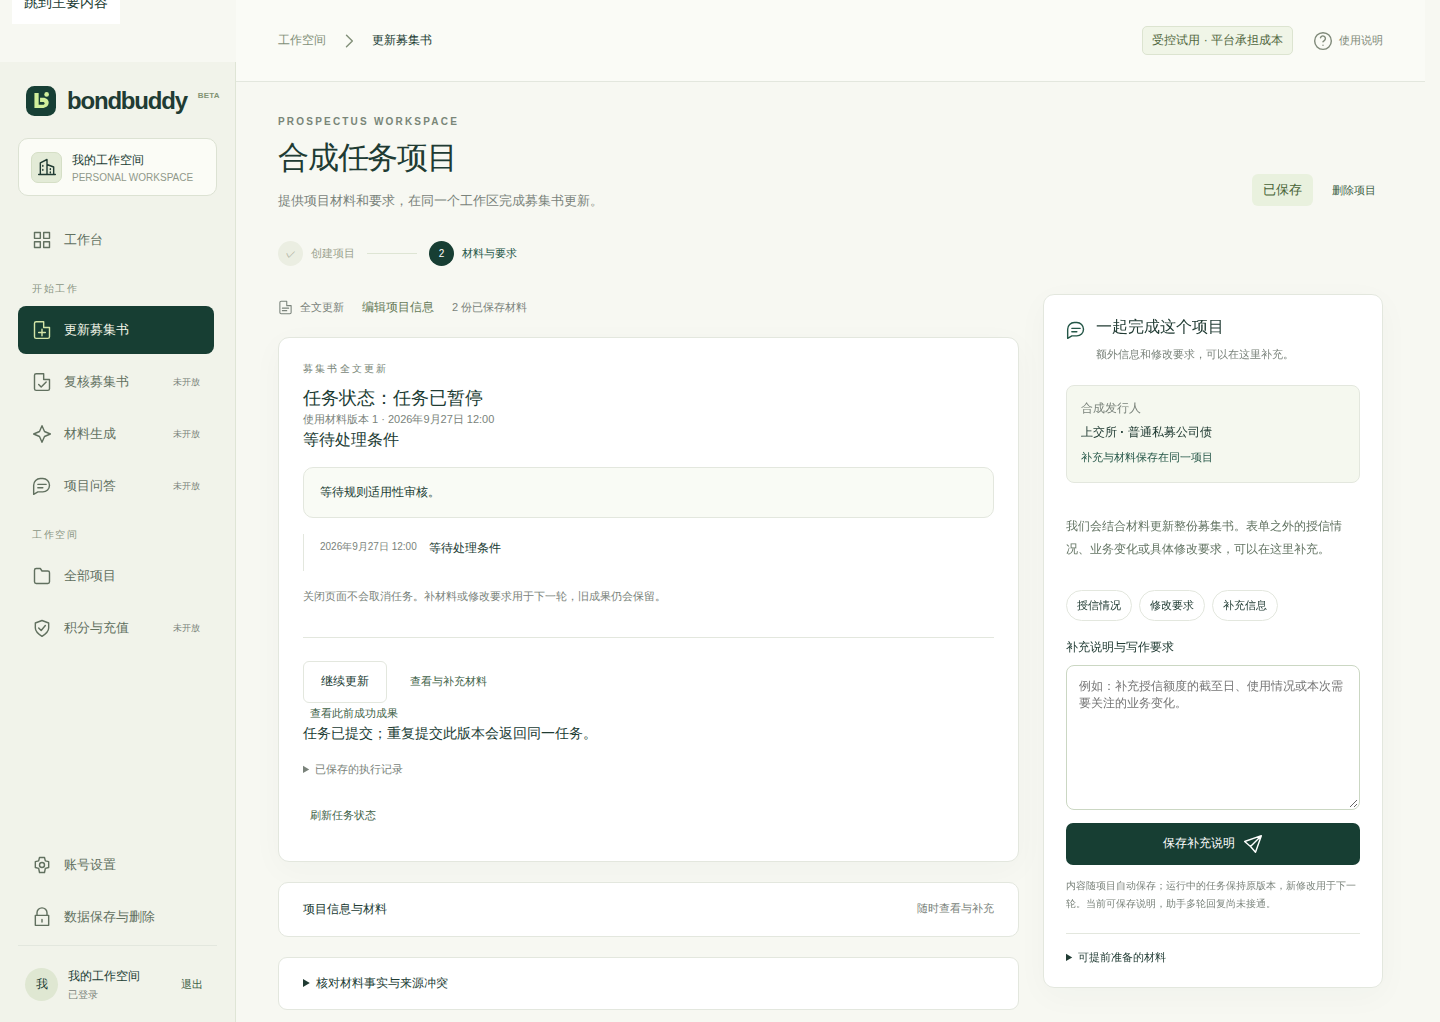 跳到主要内容
bondbuddy BETA
我的工作空间
PERSONAL WORKSPACE
工作台
开始工作
更新募集书
复核募集书 未开放
材料生成 未开放
项目问答 未开放
工作空间
全部项目
积分与充值 未开放
账号设置
数据保存与删除
我 我的工作空间
已登录
退出
工作空间 更新募集书
受控试用 · 平台承担成本
使用说明
PROSPECTUS WORKSPACE
合成任务项目
提供项目材料和要求，在同一个工作区完成募集书更新。
已保存 删除项目
创建项目 2 材料与要求
全文更新 编辑项目信息 2 份已保存材料
募集书全文更新
任务状态：任务已暂停
使用材料版本 1 · 2026年9月27日 12:00
等待处理条件
等待规则适用性审核。
2026年9月27日 12:00 等待处理条件
关闭页面不会取消任务。补材料或修改要求用于下一轮，旧成果仍会保留。
继续更新 查看与补充材料
查看此前成功成果
任务已提交；重复提交此版本会返回同一任务。
已保存的执行记录
刷新任务状态
项目信息与材料 随时查看与补充
核对材料事实与来源冲突
一起完成这个项目
额外信息和修改要求，可以在这里补充。
合成发行人
上交所 · 普通私募公司债
补充与材料保存在同一项目
我们会结合材料更新整份募集书。表单之外的授信情
况、业务变化或具体修改要求，可以在这里补充。
授信情况 修改要求 补充信息
补充说明与写作要求
例如：补充授信额度的截至日、使用情况或本次需
要关注的业务变化。
保存补充说明
内容随项目自动保存；运行中的任务保持原版本，新修改用于下一
轮。当前可保存说明，助手多轮回复尚未接通。
可提前准备的材料